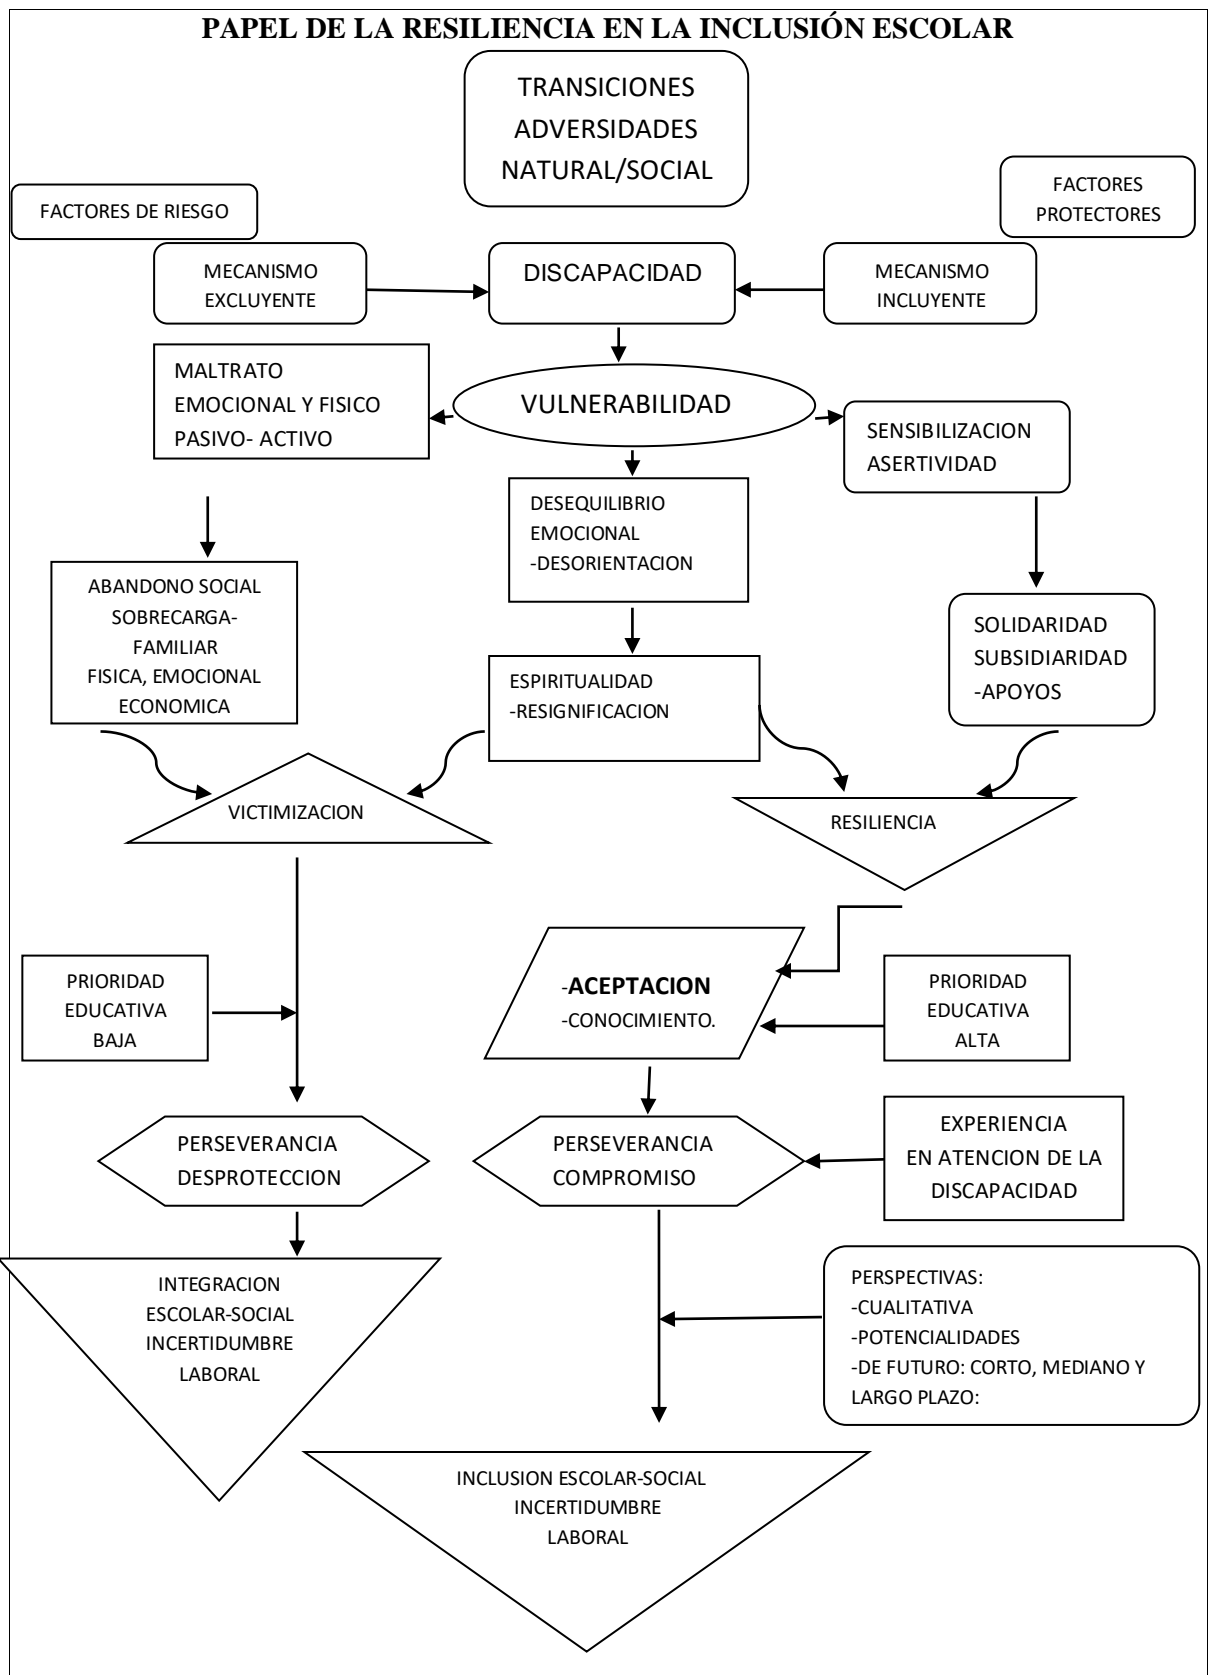 PAPEL DE LA RESILIENCIA EN LA INCLUSIÓN ESCOLAR
TRANSICIONES
ADVERSIDADES
NATURAL/SOCIAL
FACTORES DE RIESGO
FACTORES
PROTECTORES
MECANISMO
EXCLUYENTE
DISCAPACIDAD
MECANISMO
INCLUYENTE
MALTRATO
EMOCIONAL Y FISICO
PASIVO- ACTIVO
VULNERABILIDAD
SENSIBILIZACION
ASERTIVIDAD
DESEQUILIBRIO
EMOCIONAL
-DESORIENTACION
ABANDONO SOCIAL
SOBRECARGA-
FAMILIAR
FISICA, EMOCIONAL
ECONOMICA
ESPIRITUALIDAD
-RESIGNIFICACION
SOLIDARIDAD
SUBSIDIARIDAD
-APOYOS
VICTIMIZACION
RESILIENCIA
PRIORIDAD
EDUCATIVA
BAJA
-ACEPTACION
-CONOCIMIENTO.
PRIORIDAD
EDUCATIVA
ALTA
PERSEVERANCIA
DESPROTECCION
PERSEVERANCIA
COMPROMISO
EXPERIENCIA
EN ATENCION DE LA
DISCAPACIDAD
INTEGRACION
ESCOLAR-SOCIAL
INCERTIDUMBRE
LABORAL
PERSPECTIVAS:
-CUALITATIVA
-POTENCIALIDADES
-DE FUTURO: CORTO, MEDIANO Y
LARGO PLAZO:
INCLUSION ESCOLAR-SOCIAL
INCERTIDUMBRE
LABORAL